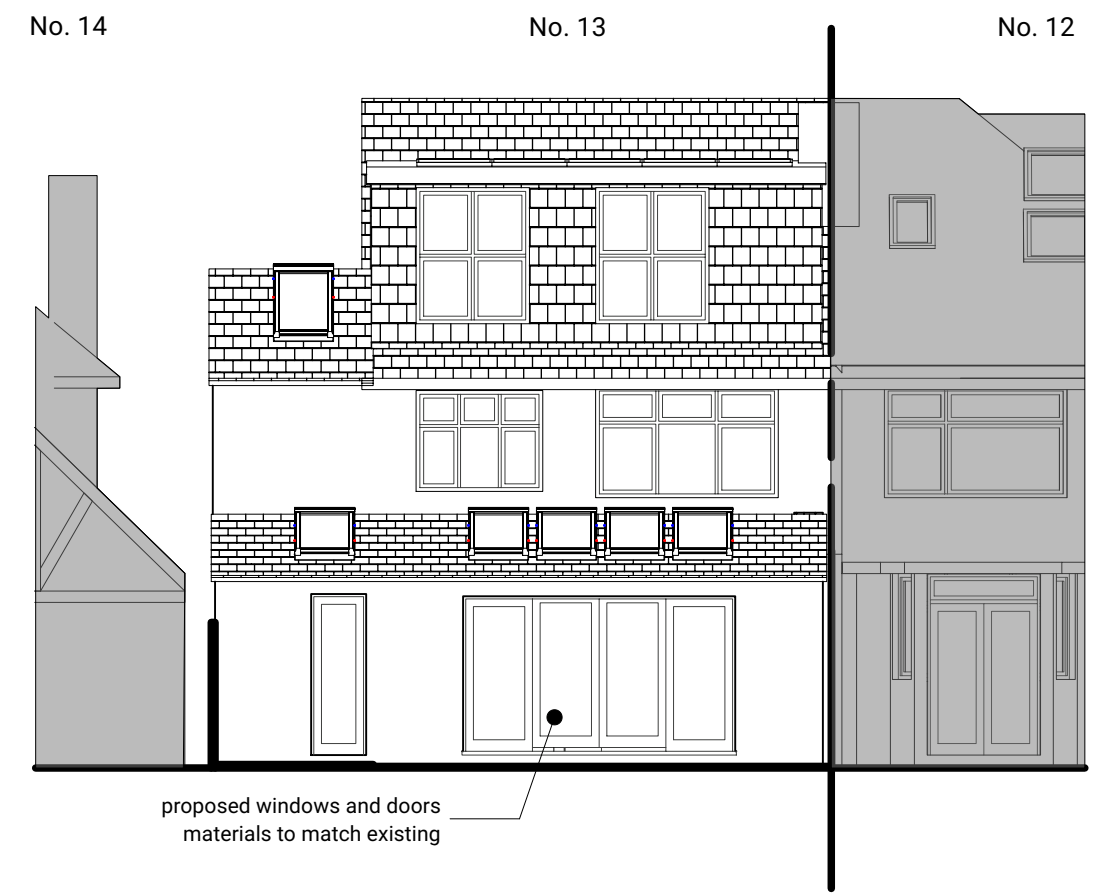 No. 14
No. 13
No. 12
proposed windows and doors
materials to match existing